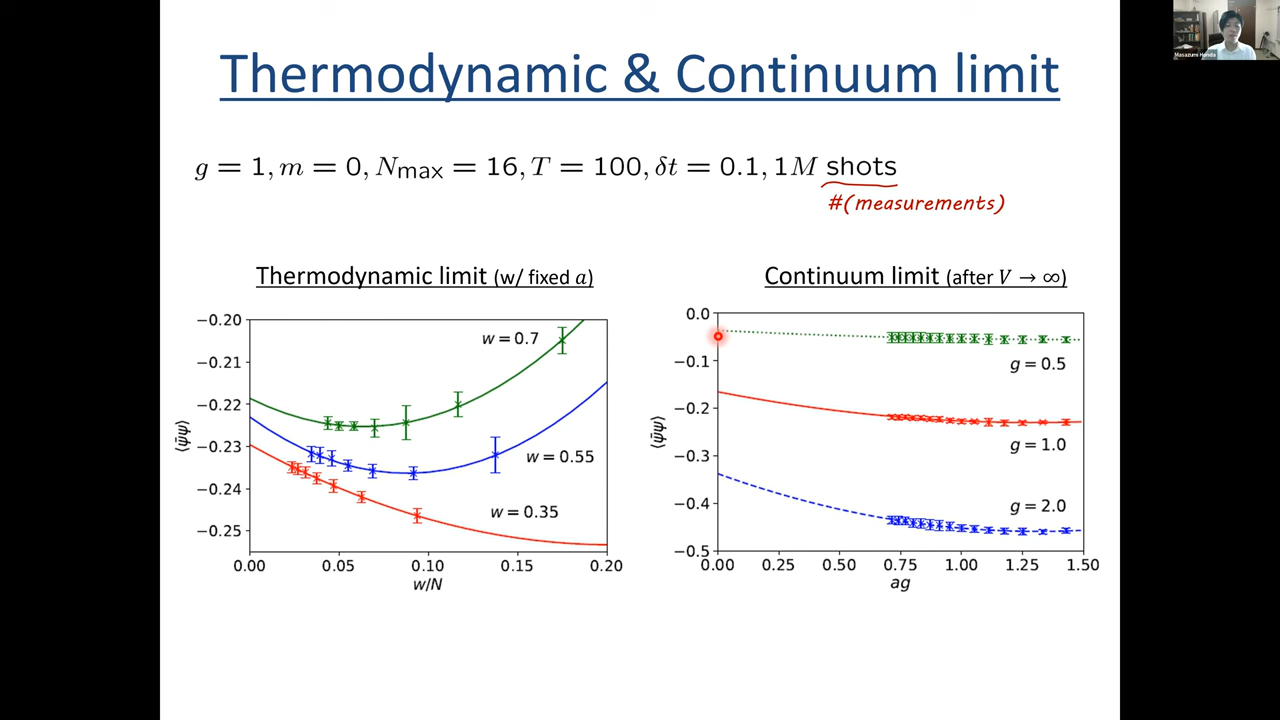 Masazumi Honda
Thermodynamic & Continuum limit
g = 1, m = 0, N_max = 16, T = 100, δt = 0.1, 1M shots
#(measurements)
Thermodynamic limit (w/ fixed a)
−0.20
−0.21
−0.22
−0.23
−0.24
−0.25
⟨ψ̄ψ⟩
w = 0.7
w = 0.55
w = 0.35
0.00 0.05 0.10 0.15 0.20
w/N
Continuum limit (after V → ∞)
0.0
−0.1
−0.2
−0.3
−0.4
−0.5
⟨ψ̄ψ⟩
g = 0.5
g = 1.0
g = 2.0
0.00 0.25 0.50 0.75 1.00 1.25 1.50
ag